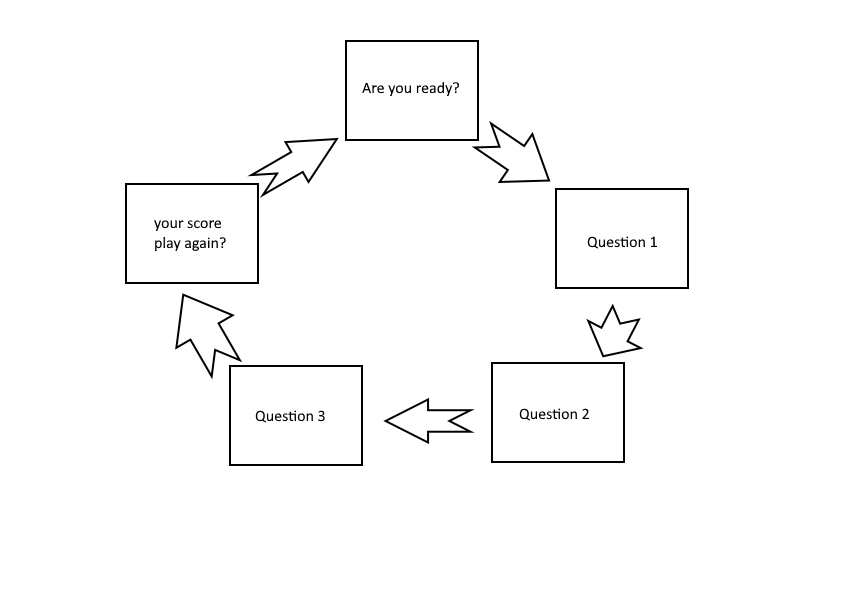 Are you ready?
Question 1
Question 2
Question 3
your score
play again?